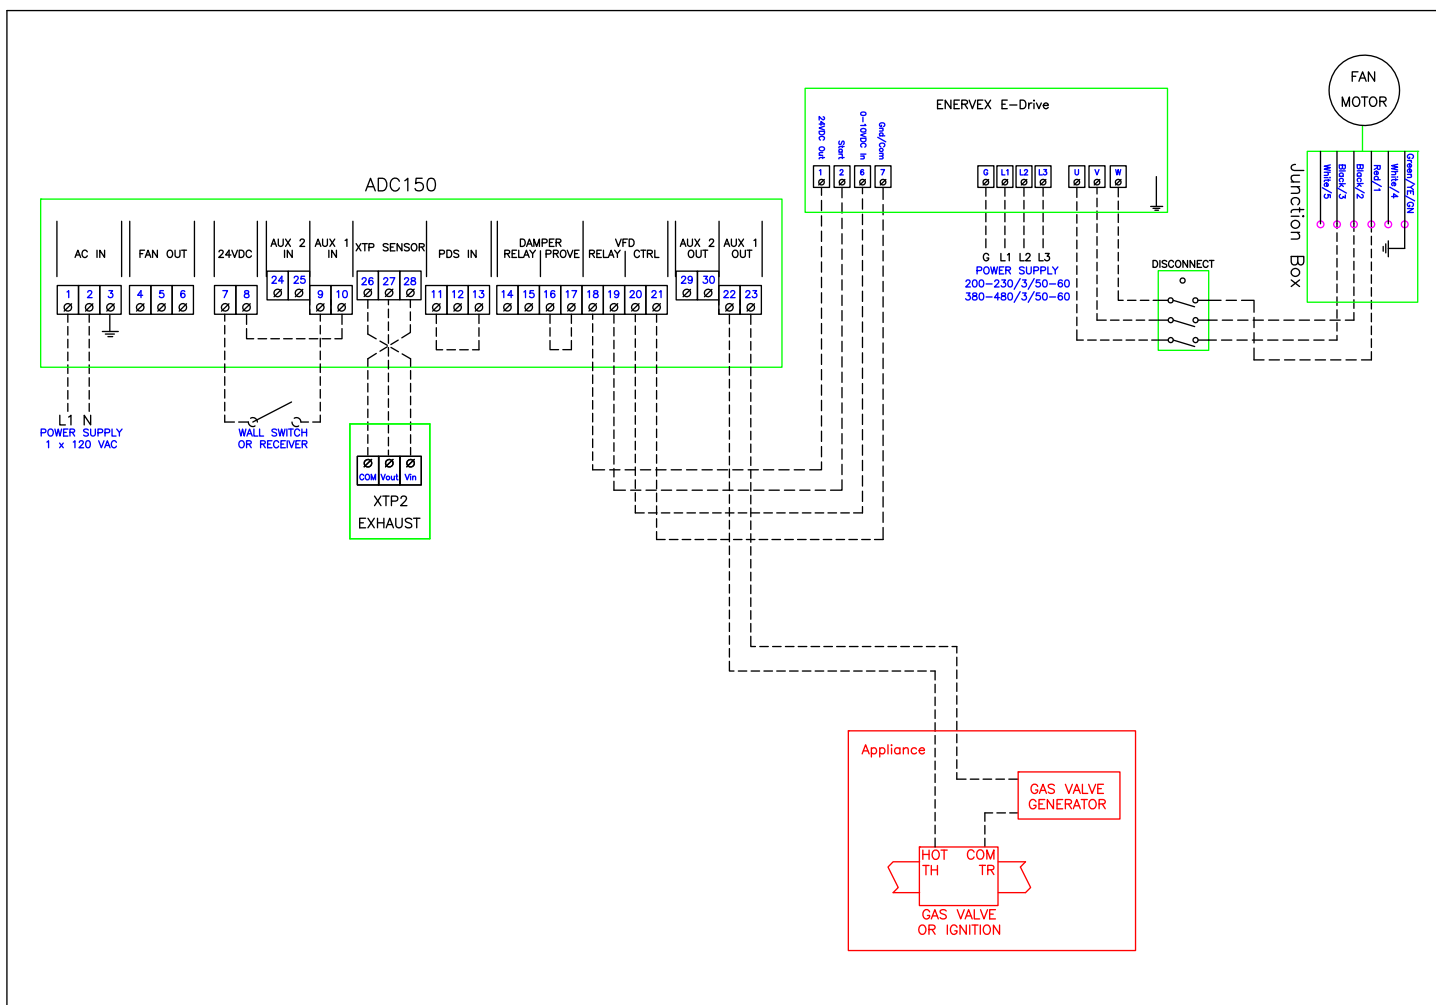 FAN
MOTOR
ENERVEX E-Drive
24VDC Out
Start
0-10VDC In
Gnd/Com
1
2
6
7
G
L1
L2
L3
U
V
W
G L1 L2 L3
POWER SUPPLY
200-230/3/50-60
380-480/3/50-60
DISCONNECT
Junction Box
White/5
Black/3
Black/2
Red/1
White/4
Green/YE/GN
ADC150
AC IN
FAN OUT
24VDC
AUX 2
IN
AUX 1
IN
XTP SENSOR
PDS IN
DAMPER
RELAY PROVE
VFD
RELAY CTRL
AUX 2
OUT
AUX 1
OUT
24 25
26 27 28
29 30
1 2 3
4 5 6
7 8
9 10
11 12 13
14 15 16 17
18 19 20 21
22 23
L1 N
POWER SUPPLY
1 x 120 VAC
WALL SWITCH
OR RECEIVER
COM Vout Vin
XTP2
EXHAUST
Appliance
GAS VALVE
GENERATOR
HOT COM
TH TR
GAS VALVE
OR IGNITION